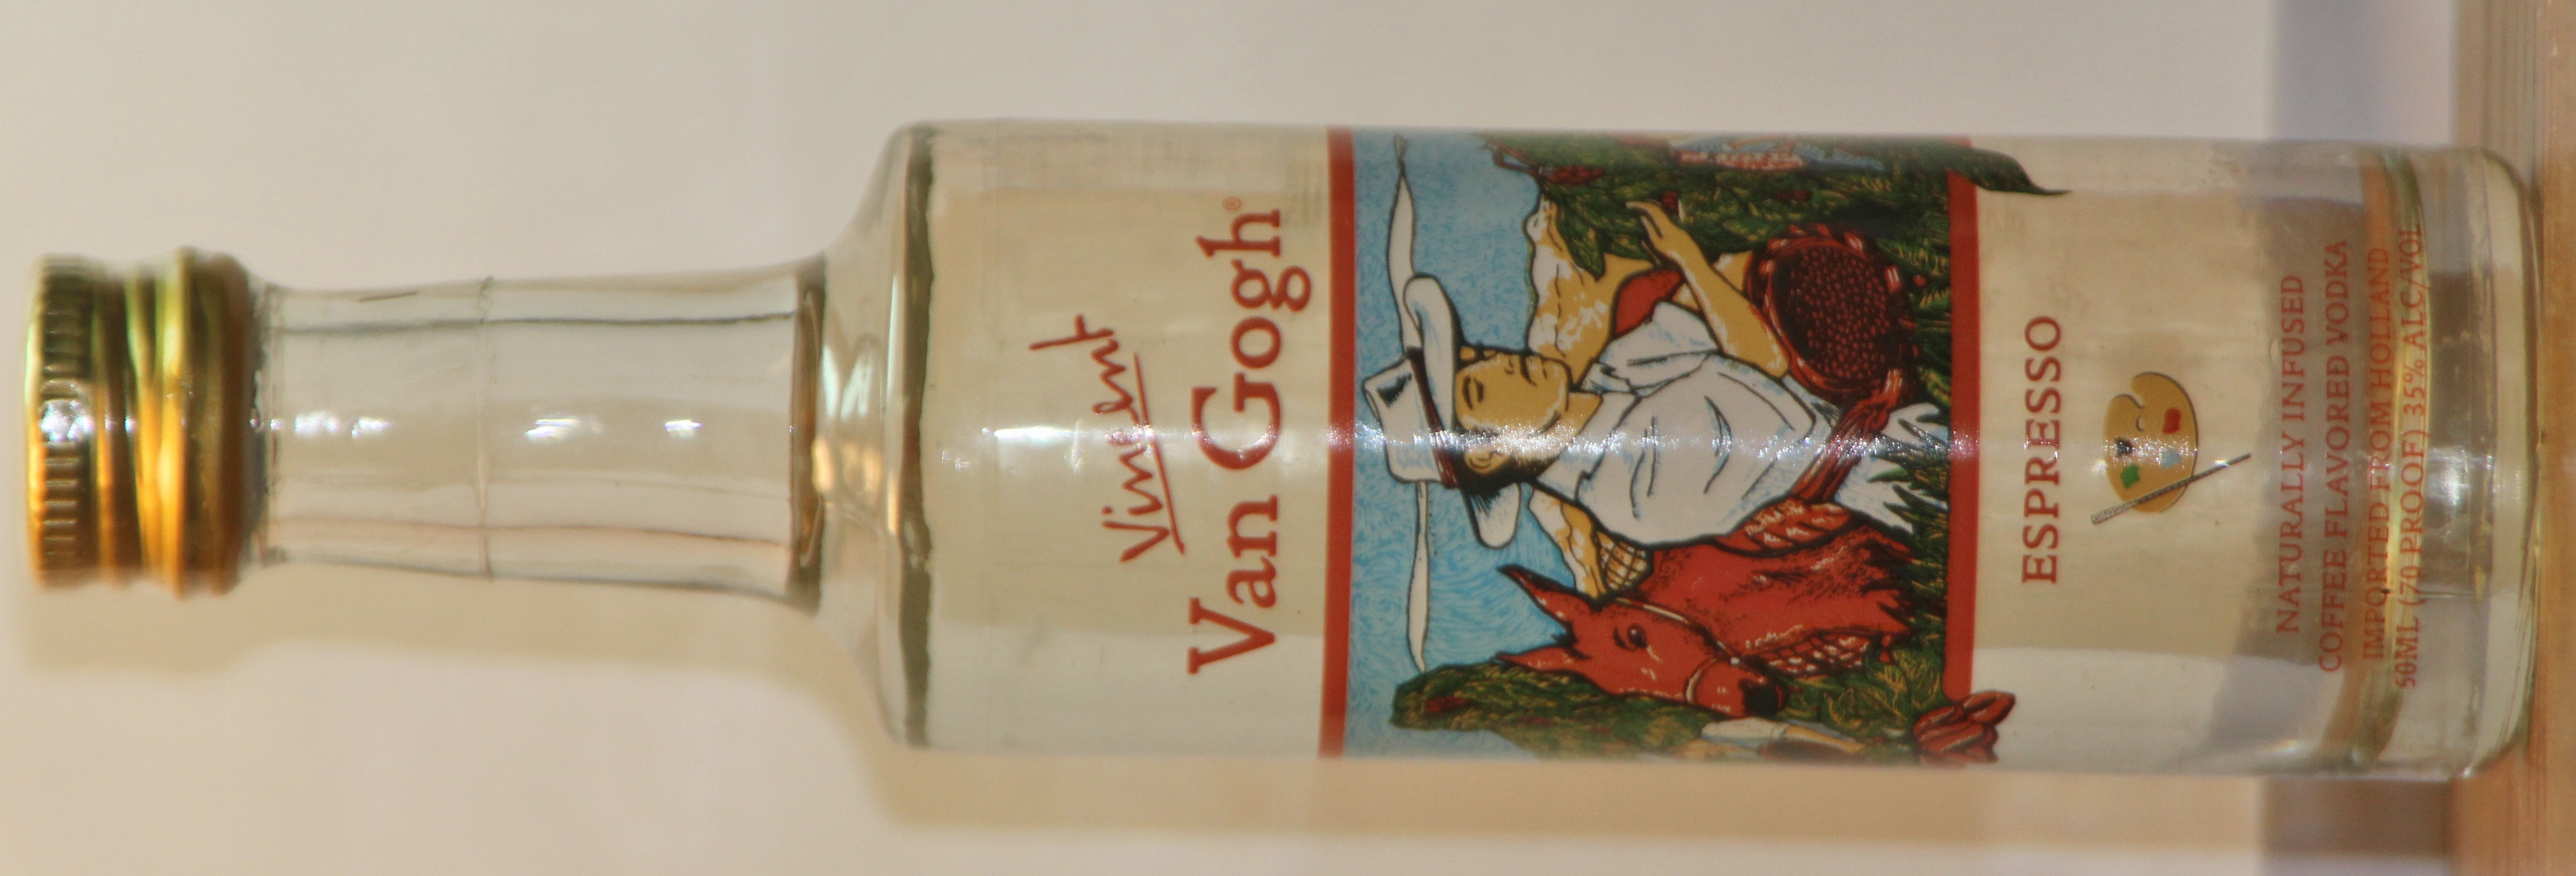 Vincent
Van Gogh®
ESPRESSO
NATURALLY INFUSED
COFFEE FLAVORED VODKA
IMPORTED FROM HOLLAND
50ML (70 PROOF) 35% ALC/VOL